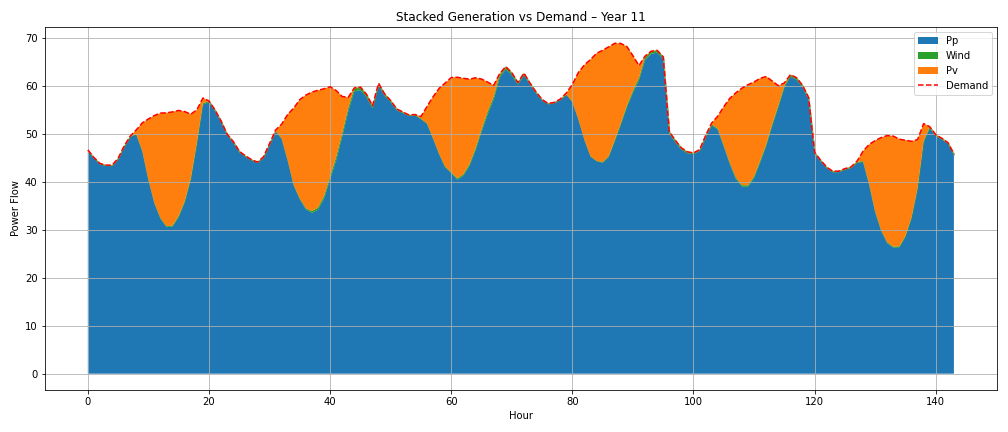 Stacked Generation vs Demand – Year 11
Power Flow
70
60
50
40
30
20
10
0
Pp
Wind
Pv
Demand
0 20 40 60 80 100 120 140
Hour